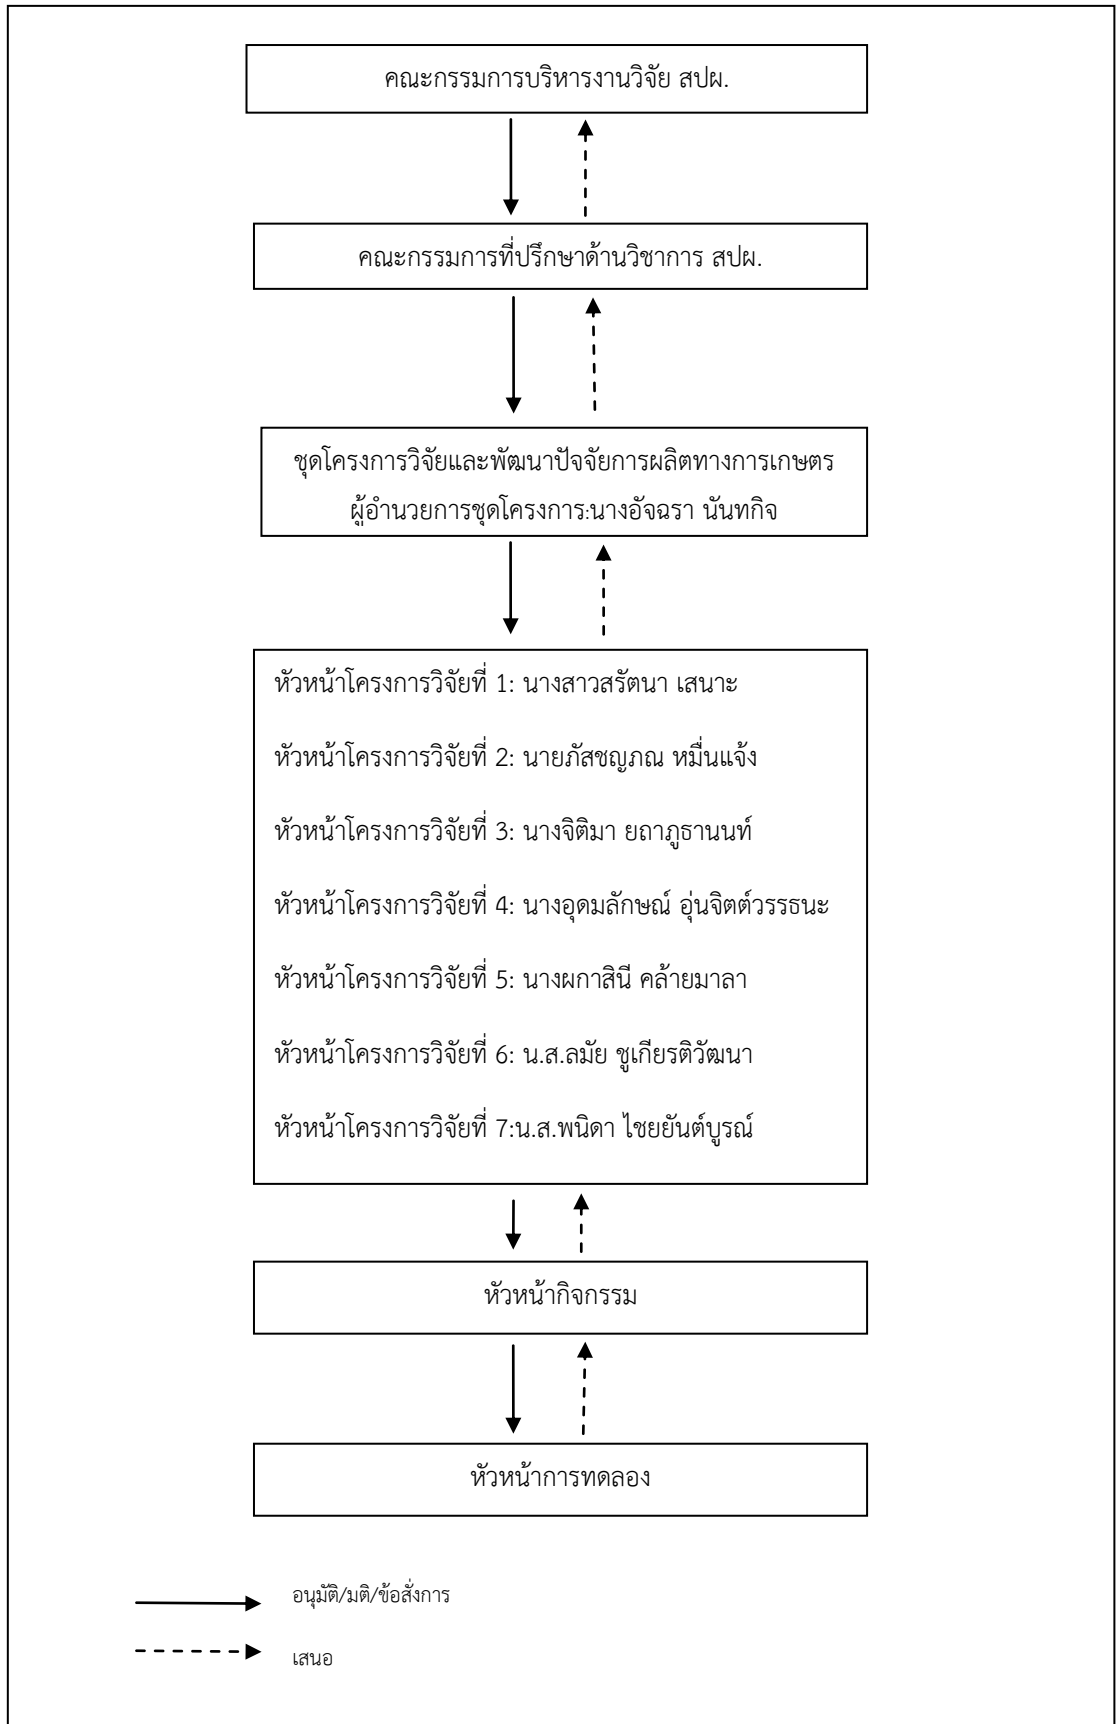 คณะกรรมการบริหารงานวิจัย สปผ.
คณะกรรมการที่ปรึกษาด้านวิชาการ สปผ.
ชุดโครงการวิจัยและพัฒนาปัจจัยการผลิตทางการเกษตร
ผู้อำนวยการชุดโครงการ:นางอัจฉรา นันทกิจ
หัวหน้าโครงการวิจัยที่ 1: นางสาวสรัตนา เสนาะ
หัวหน้าโครงการวิจัยที่ 2: นายภัสชญภณ หมื่นแจ้ง
หัวหน้าโครงการวิจัยที่ 3: นางจิติมา ยถาภูธานนท์
หัวหน้าโครงการวิจัยที่ 4: นางอุดมลักษณ์ อุ่นจิตต์วรรธนะ
หัวหน้าโครงการวิจัยที่ 5: นางผกาสินี คล้ายมาลา
หัวหน้าโครงการวิจัยที่ 6: น.ส.ลมัย ชูเกียรติวัฒนา
หัวหน้าโครงการวิจัยที่ 7:น.ส.พนิดา ไชยยันต์บูรณ์
หัวหน้ากิจกรรม
หัวหน้าการทดลอง
อนุมัติ/มติ/ข้อสั่งการ
เสนอ